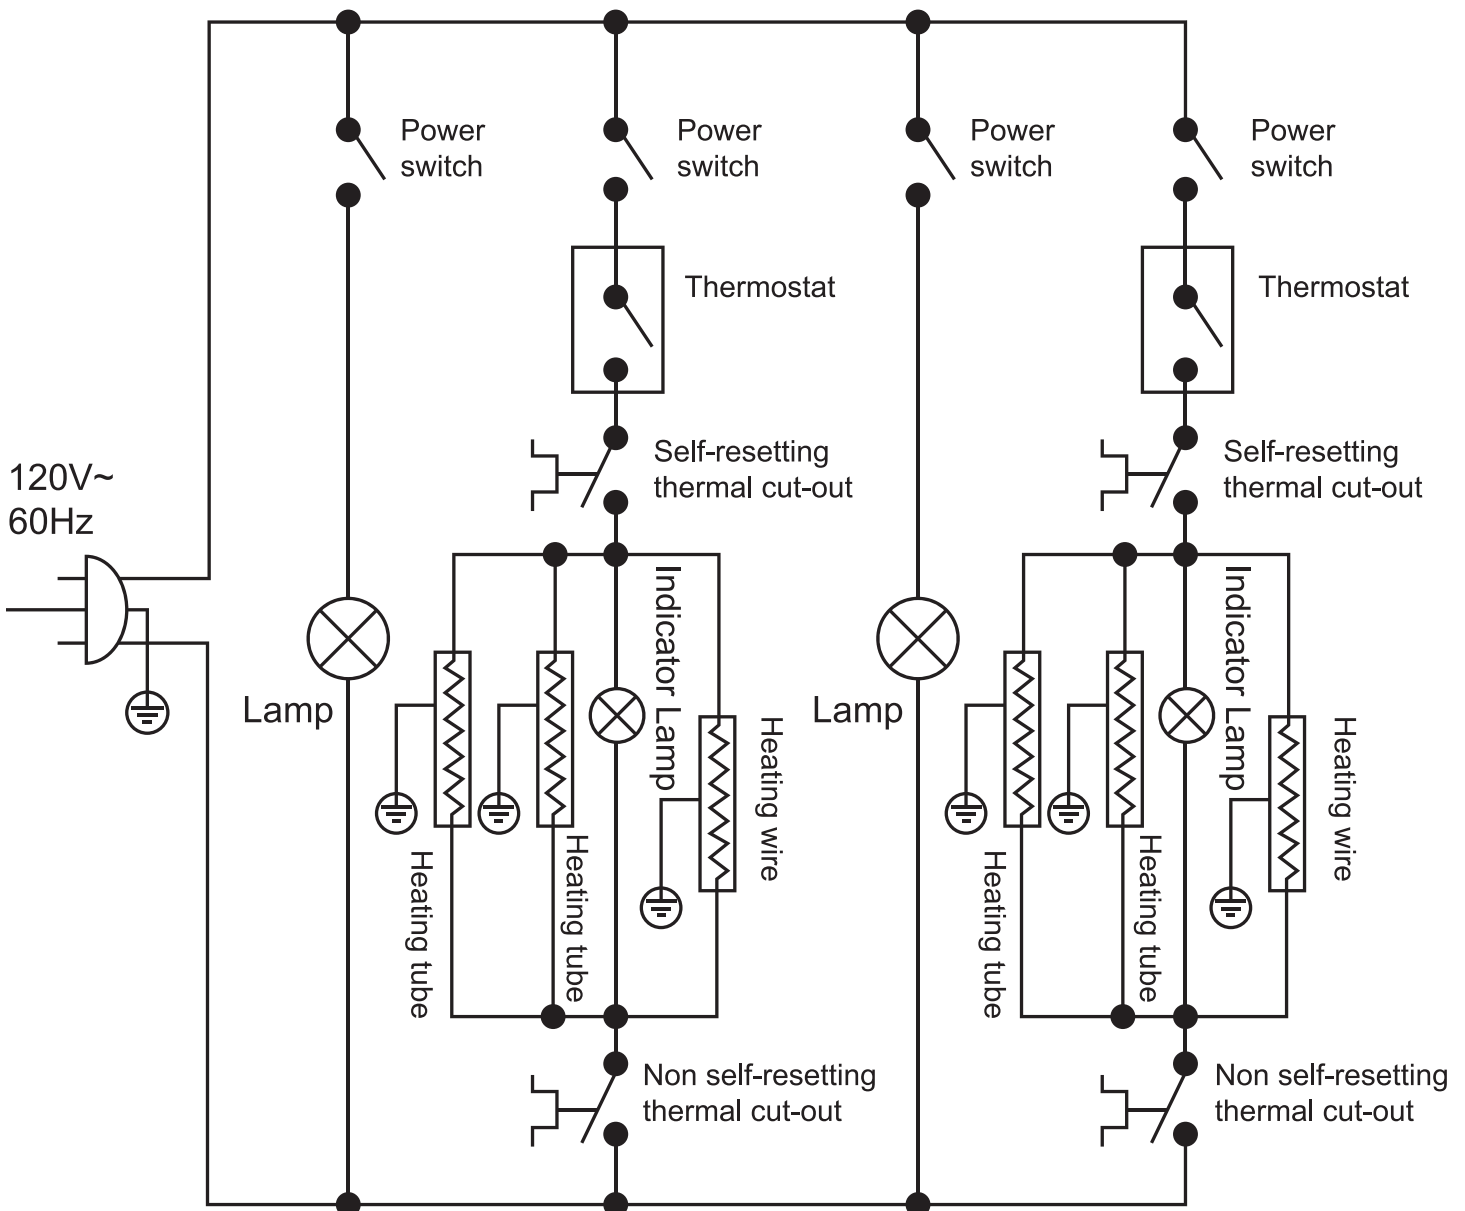 Power
switch
Power
switch
Power
switch
Power
switch
Thermostat
Thermostat
120V~
60Hz
Self-resetting
thermal cut-out
Self-resetting
thermal cut-out
Lamp
Indicator Lamp
Heating wire
Heating tube
Heating tube
Lamp
Indicator Lamp
Heating wire
Heating tube
Heating tube
Non self-resetting
thermal cut-out
Non self-resetting
thermal cut-out